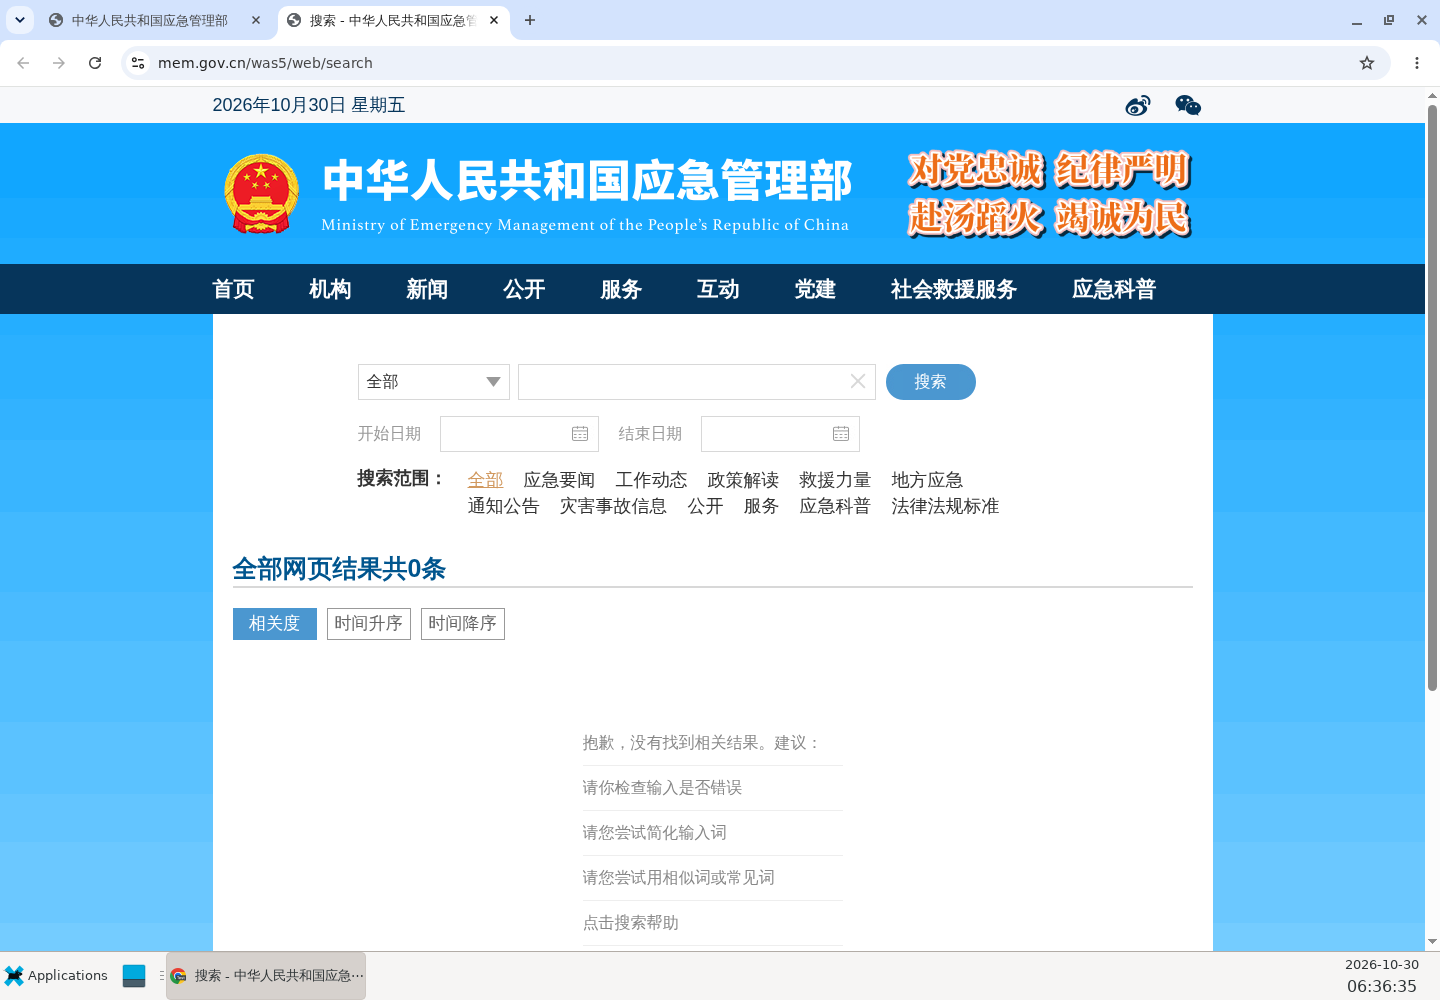 中华人民共和国应急管理部
搜索 - 中华人民共和国应急管
mem.gov.cn/was5/web/search
2026年10月30日 星期五
中华人民共和国应急管理部
Ministry of Emergency Management of the People's Republic of China
对党忠诚 纪律严明
赴汤蹈火 竭诚为民
首页 机构 新闻 公开 服务 互动 党建 社会救援服务 应急科普
全部 搜索
开始日期 结束日期
搜索范围： 全部 应急要闻 工作动态 政策解读 救援力量 地方应急
通知公告 灾害事故信息 公开 服务 应急科普 法律法规标准
全部网页结果共0条
相关度 时间升序 时间降序
抱歉，没有找到相关结果。建议：
请你检查输入是否错误
请您尝试简化输入词
请您尝试用相似词或常见词
点击搜索帮助
Applications 搜索 - 中华人民共和国应急…
2026-10-30
06:36:35